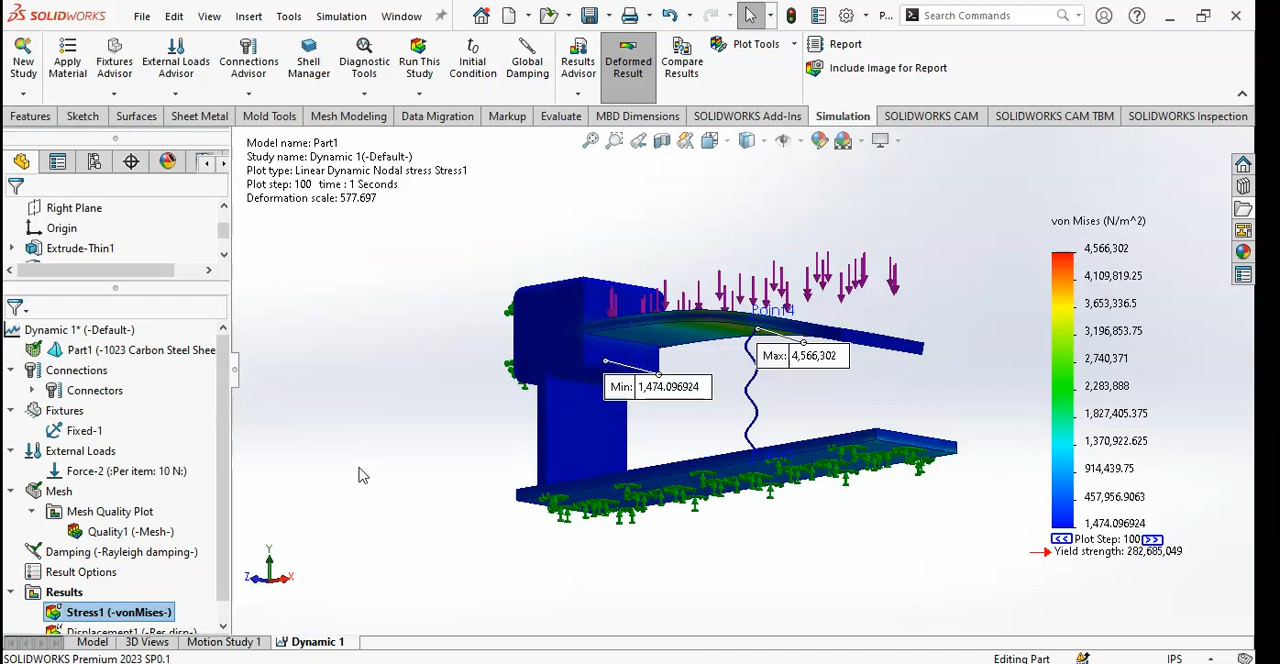 SOLIDWORKS File Edit View Insert Tools Simulation Window P... Search Commands
New Study
Apply Material
Fixtures Advisor
External Loads Advisor
Connections Advisor
Shell Manager
Diagnostic Tools
Run This Study
Initial Condition
Global Damping
Results Advisor
Deformed Result
Compare Results
Plot Tools
Report
Include Image for Report
Features Sketch Surfaces Sheet Metal Mold Tools Mesh Modeling Data Migration Markup Evaluate MBD Dimensions SOLIDWORKS Add-Ins Simulation SOLIDWORKS CAM SOLIDWORKS CAM TBM SOLIDWORKS Inspection
Right Plane
Origin
Extrude-Thin1
Dynamic 1* (-Default-)
Part1 (-1023 Carbon Steel Shee
Connections
Connectors
Fixtures
Fixed-1
External Loads
Force-2 (:Per item: 10 N:)
Mesh
Mesh Quality Plot
Quality1 (-Mesh-)
Damping (-Rayleigh damping-)
Result Options
Results
Stress1 (-vonMises-)
Displacement1 (-Res disp-)
Model name: Part1
Study name: Dynamic 1(-Default-)
Plot type: Linear Dynamic Nodal stress Stress1
Plot step: 100 time : 1 Seconds
Deformation scale: 577.697
Point4
Max: 4,566,302
Min: 1,474.096924
Y
Z X
von Mises (N/m^2)
4,566,302
4,109,819.25
3,653,336.5
3,196,853.75
2,740,371
2,283,888
1,827,405.375
1,370,922.625
914,439.75
457,956.9063
1,474.096924
<< Plot Step: 100 >>
Yield strength: 282,685,049
Model 3D Views Motion Study 1 Dynamic 1
SOLIDWORKS Premium 2023 SP0.1 Editing Part IPS